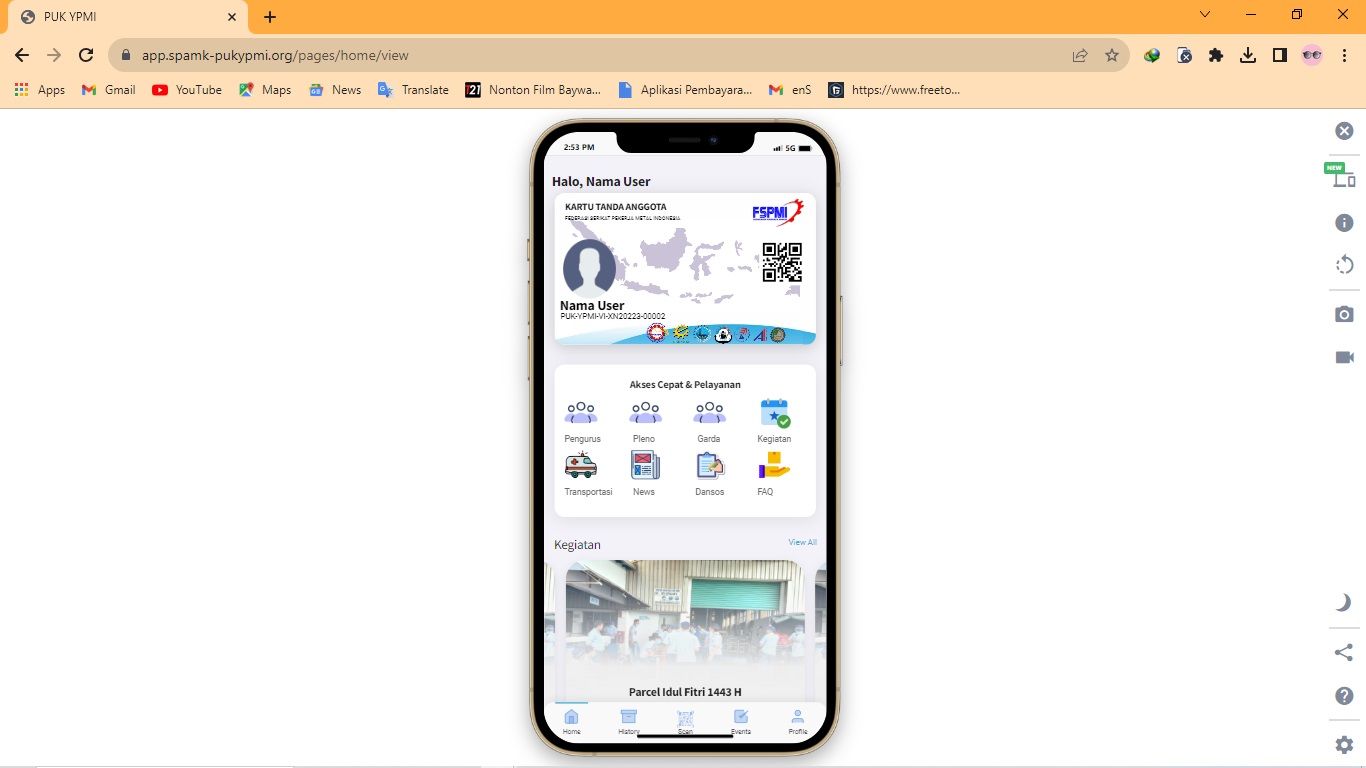 PUK YPMI
app.spamk-pukypmi.org/pages/home/view
Apps Gmail YouTube Maps News Translate Nonton Film Baywa... Aplikasi Pembayara... enS https://www.freeto...
2:53 PM 5G
NEW
Halo, Nama User
KARTU TANDA ANGGOTA
FEDERASI SERIKAT PEKERJA METAL INDONESIA
FSPMI
Nama User
PUK-YPMI-VI-XN20223-00002
Akses Cepat & Pelayanan
Pengurus Pleno Garda Kegiatan
Transportasi News Dansos FAQ
Kegiatan View All
Parcel Idul Fitri 1443 H
Home History Scan Events Profile